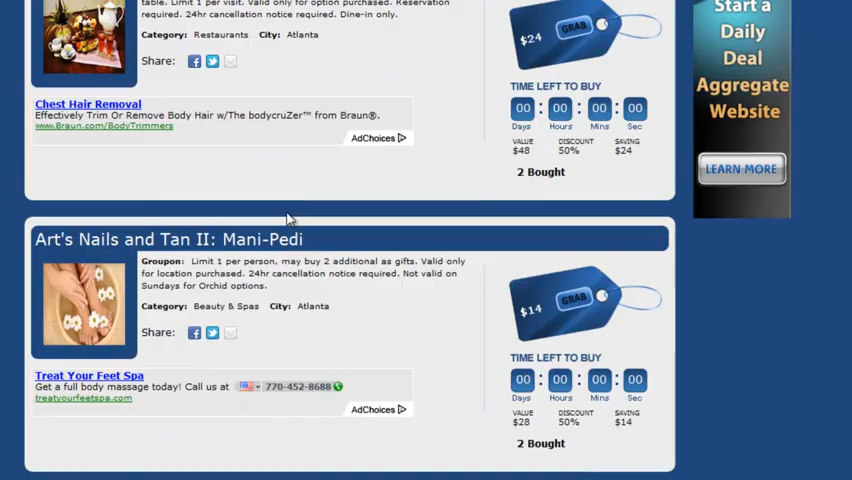 table. Limit 1 per visit. Valid only for option purchased. Reservation
required. 24hr cancellation notice required. Dine-in only.
Category: Restaurants City: Atlanta
Share:
Chest Hair Removal
Effectively Trim Or Remove Body Hair w/The bodycruZer™ from Braun®.
www.Braun.com/BodyTrimmers
AdChoices
$24
GRAB
TIME LEFT TO BUY
00 : 00 : 00 : 00
Days Hours Mins Sec
VALUE DISCOUNT SAVING
$48 50% $24
2 Bought
Start a
Daily
Deal
Aggregate
Website
LEARN MORE
Art's Nails and Tan II: Mani-Pedi
Groupon: Limit 1 per person, may buy 2 additional as gifts. Valid only
for location purchased. 24hr cancellation notice required. Not valid on
Sundays for Orchid options.
Category: Beauty & Spas City: Atlanta
Share:
Treat Your Feet Spa
Get a full body massage today! Call us at 770-452-8688
treatyourfeetspa.com
AdChoices
$14
GRAB
TIME LEFT TO BUY
00 : 00 : 00 : 00
Days Hours Mins Sec
VALUE DISCOUNT SAVING
$28 50% $14
2 Bought